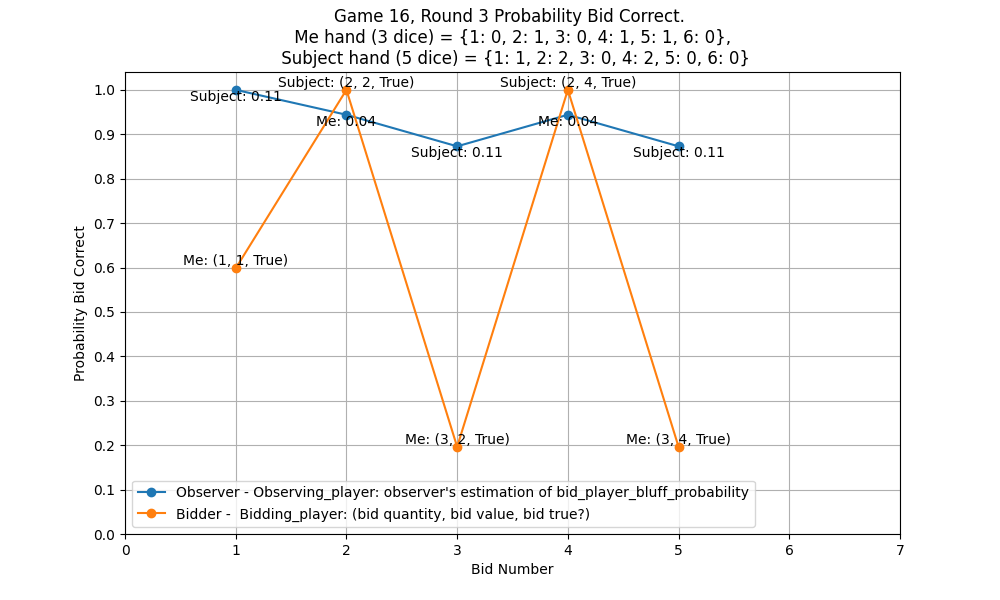 Game 16, Round 3 Probability Bid Correct.
Me hand (3 dice) = {1: 0, 2: 1, 3: 0, 4: 1, 5: 1, 6: 0},
Subject hand (5 dice) = {1: 1, 2: 2, 3: 0, 4: 2, 5: 0, 6: 0}
Probability Bid Correct
1.0
0.9
0.8
0.7
0.6
0.5
0.4
0.3
0.2
0.1
0.0
Subject: 0.11
Subject: (2, 2, True)
Me: 0.04
Subject: 0.11
Subject: (2, 4, True)
Me: 0.04
Subject: 0.11
Me: (1, 1, True)
Me: (3, 2, True)
Me: (3, 4, True)
Observer - Observing_player: observer's estimation of bid_player_bluff_probability
Bidder -  Bidding_player: (bid quantity, bid value, bid true?)
0 1 2 3 4 5 6 7
Bid Number